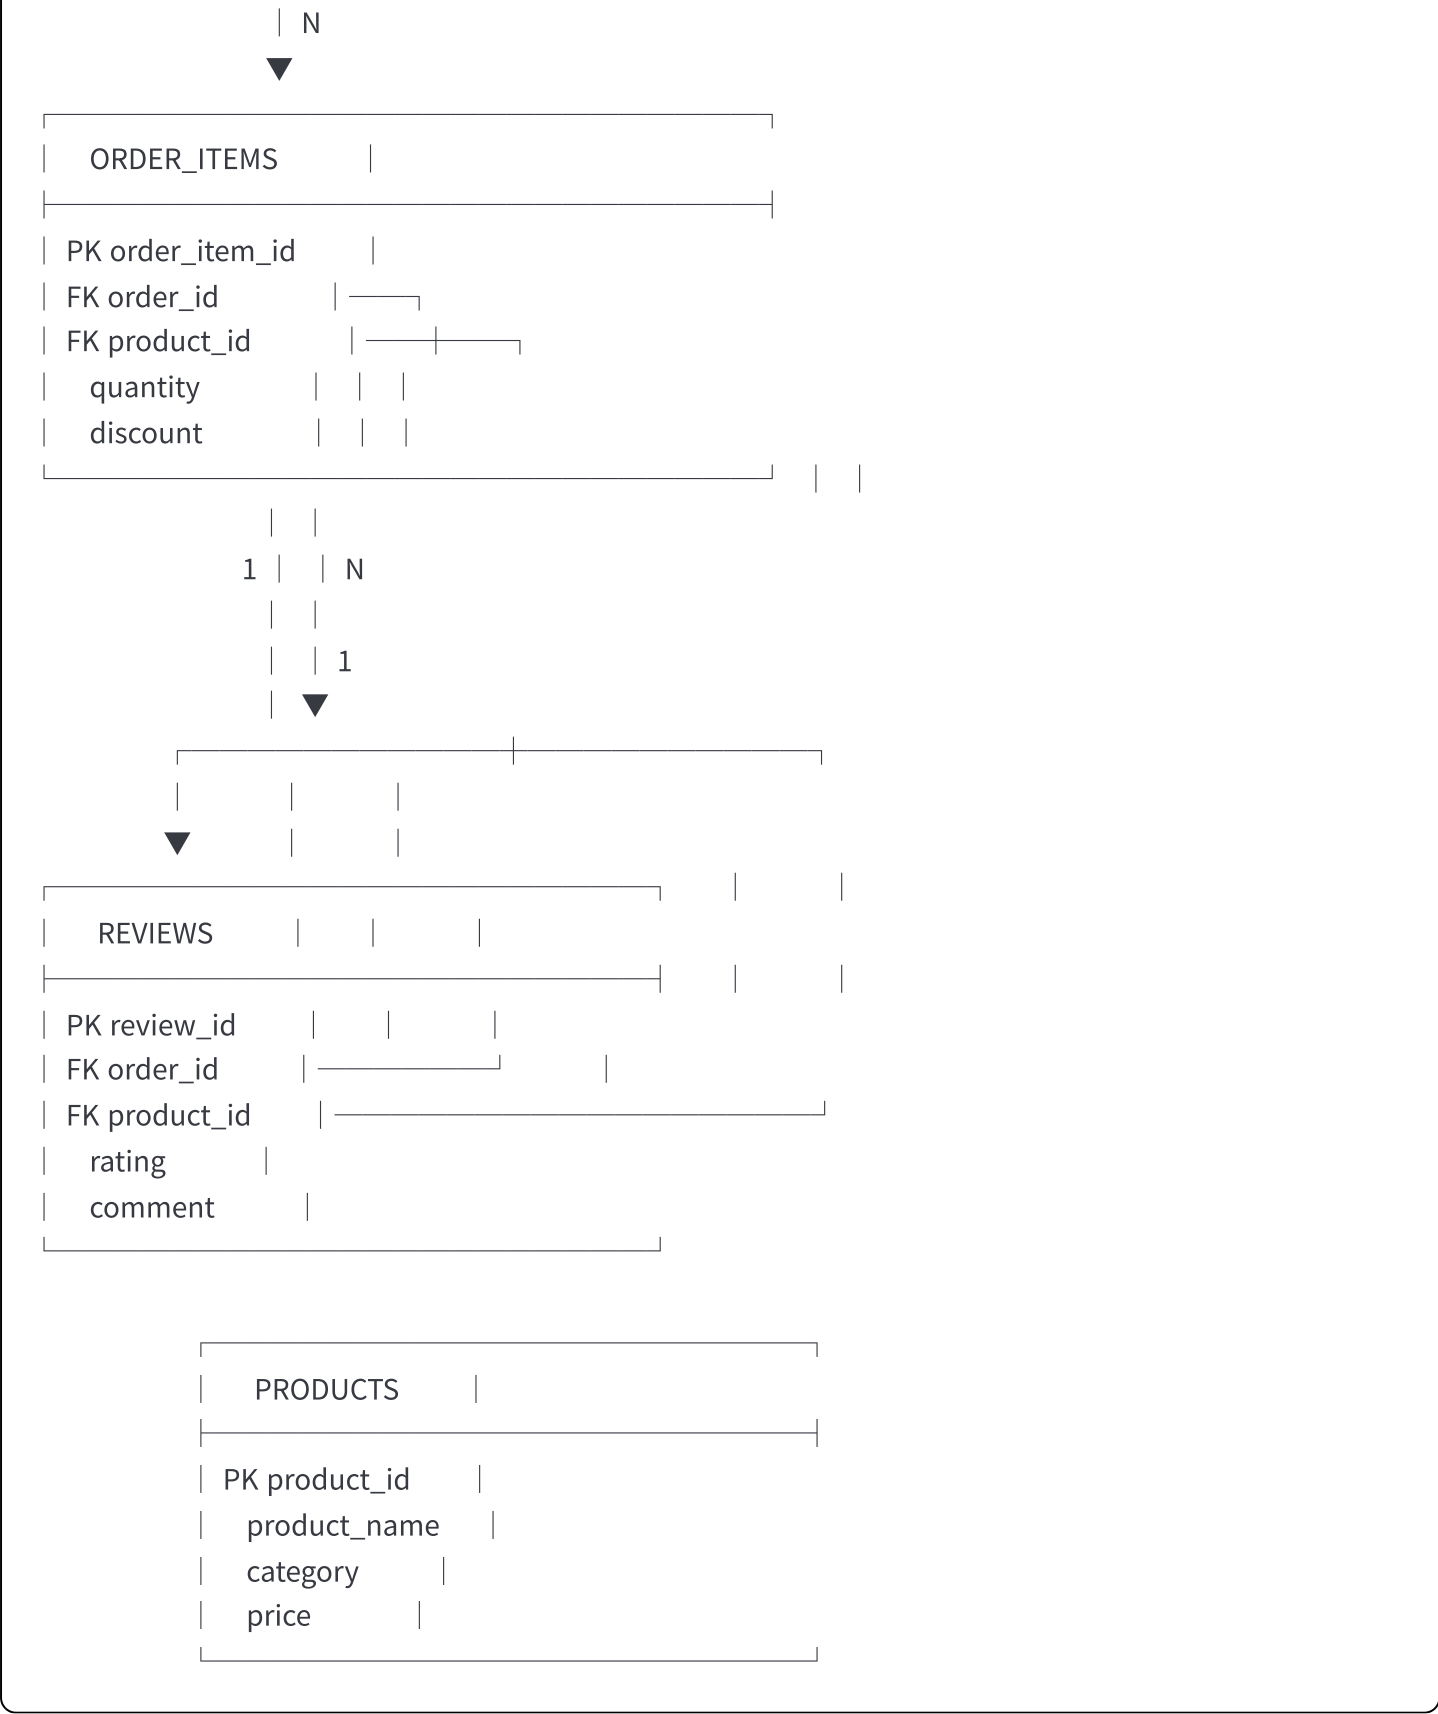 N
ORDER_ITEMS
PK order_item_id
FK order_id
FK product_id
quantity
discount
1 N
1
REVIEWS
PK review_id
FK order_id
FK product_id
rating
comment
PRODUCTS
PK product_id
product_name
category
price